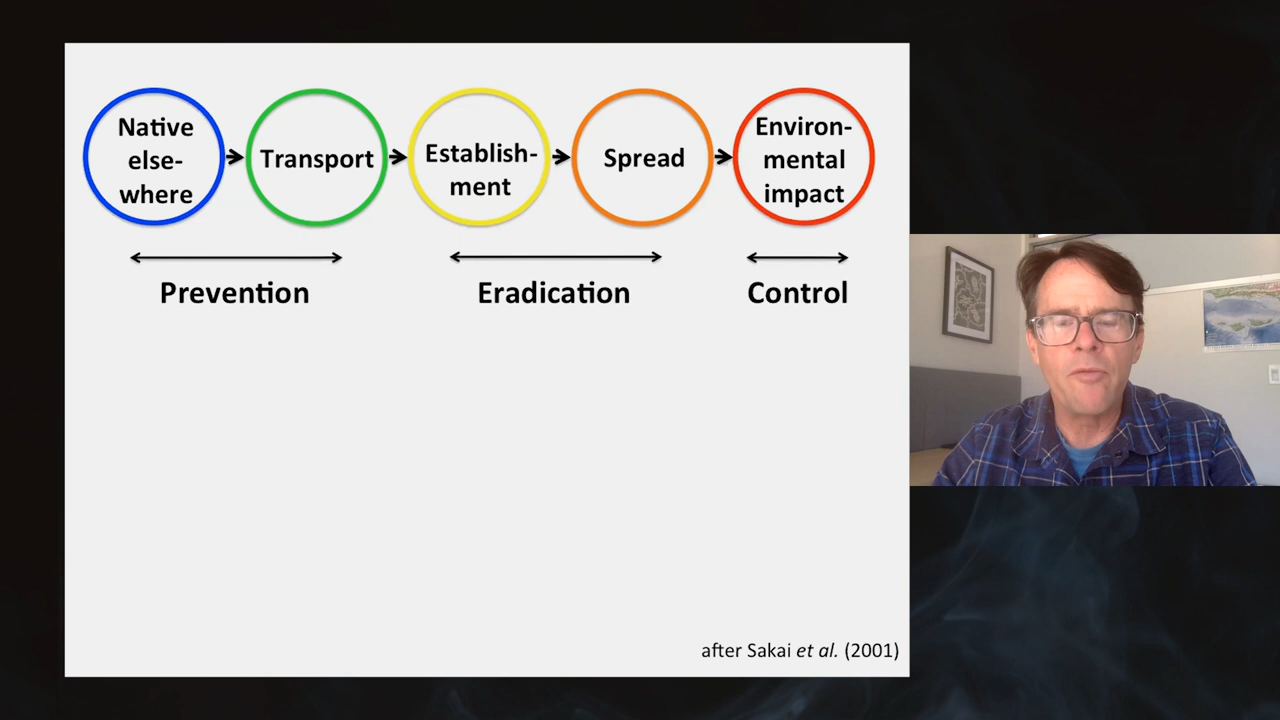 Native
else-
where
Transport
Establish-
ment
Spread
Environ-
mental
impact
Prevention
Eradication
Control
after Sakai et al. (2001)